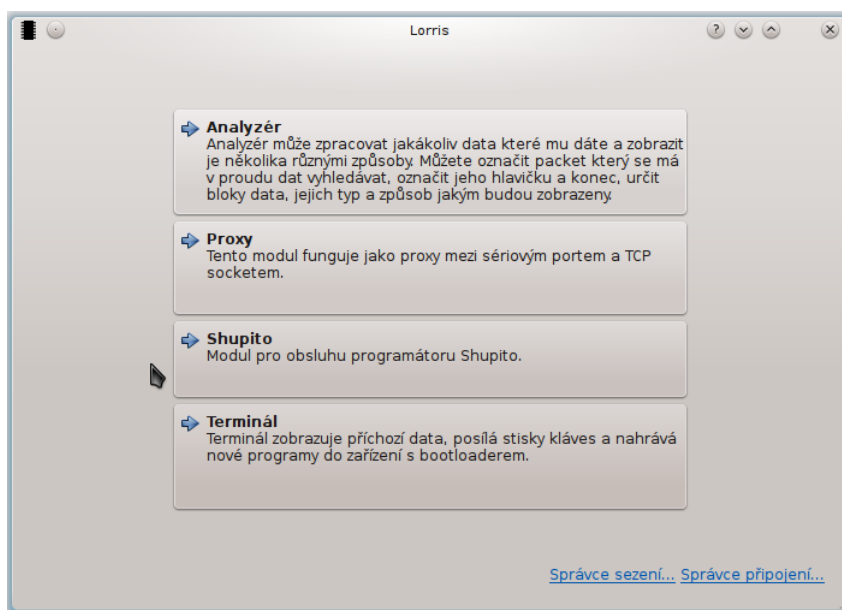 Lorris
Analyzér
Analyzér může zpracovat jakákoliv data které mu dáte a zobrazit
je několika různými způsoby. Můžete označit packet který se má
v proudu dat vyhledávat, označit jeho hlavičku a konec, určit
bloky data, jejich typ a způsob jakým budou zobrazeny.
Proxy
Tento modul funguje jako proxy mezi sériovým portem a TCP
socketem.
Shupito
Modul pro obsluhu programátoru Shupito.
Terminál
Terminál zobrazuje příchozí data, posílá stisky kláves a nahrává
nové programy do zařízení s bootloaderem.
Správce sezení... Správce připojení...